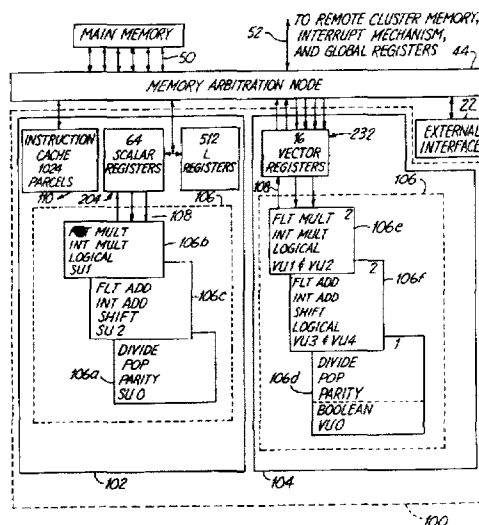 MAIN MEMORY
50
52
TO REMOTE CLUSTER MEMORY,
INTERRUPT MECHANISM,
AND GLOBAL REGISTERS
44
MEMORY ARBITRATION NODE
22
EXTERNAL
INTERFACE
INSTRUCTION
CACHE
1024
PARCELS
110
64
SCALAR
REGISTERS
204
512
L
REGISTERS
106
16
VECTOR
REGISTERS
232
108
106
108
MULT
INT MULT
LOGICAL
SU1
106b
FLT ADD
INT ADD
SHIFT
SU 2
106c
DIVIDE
POP
PARITY
SU 0
106a
FLT MULT 2
INT MULT
LOGICAL
VU1 & VU2
106e
2
FLT ADD
INT ADD
SHIFT
LOGICAL
VU3 & VU4
106f
1
DIVIDE
POP
PARITY
BOOLEAN
VU0
106d
102
104
100